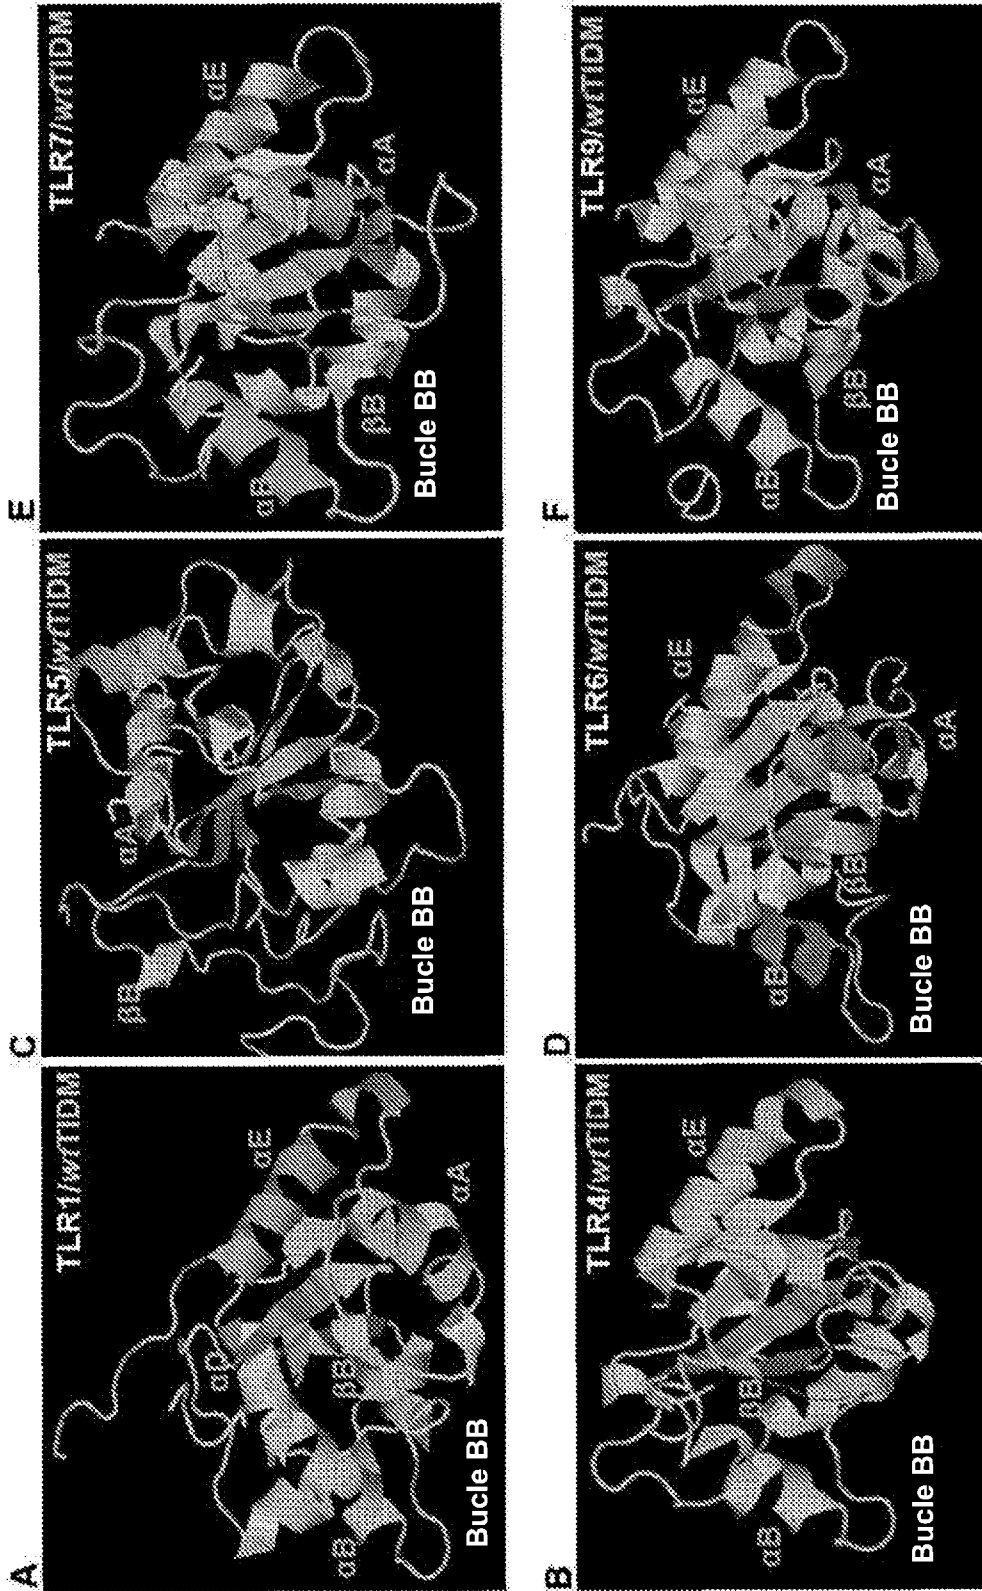 A
TLR1/wtTIDM
αE
αA
αD
βB
αB
Bucle BB
B
TLR4/wtTIDM
αE
βB
αB
Bucle BB
C
TLR5/wtTIDM
αA
βB
Bucle BB
D
TLR6/wtTIDM
αE
αA
βB
αB
Bucle BB
E
TLR7/wtTIDM
αE
αA
βB
αB
Bucle BB
F
TLR9/wtTIDM
αE
αA
βB
αB
Bucle BB